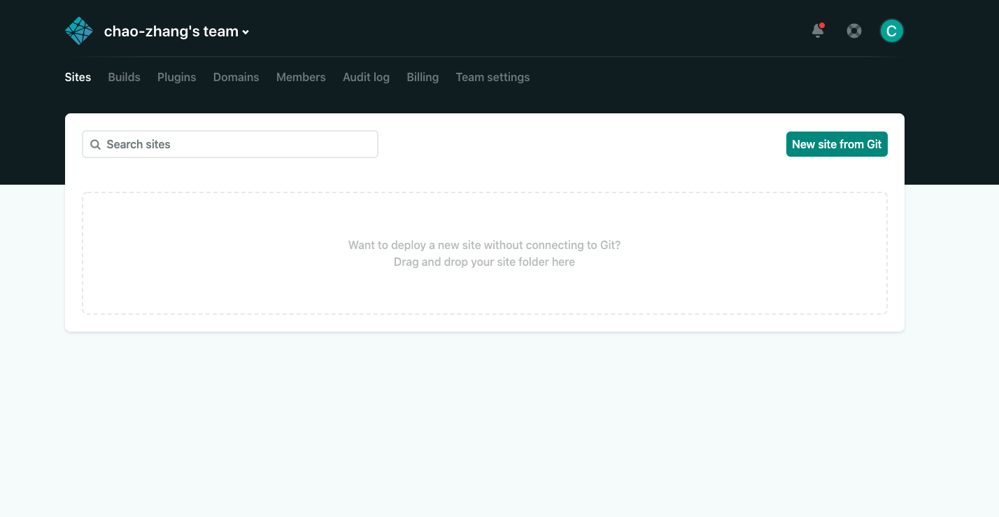 chao-zhang's team
C
Sites Builds Plugins Domains Members Audit log Billing Team settings
Search sites
New site from Git
Want to deploy a new site without connecting to Git?
Drag and drop your site folder here